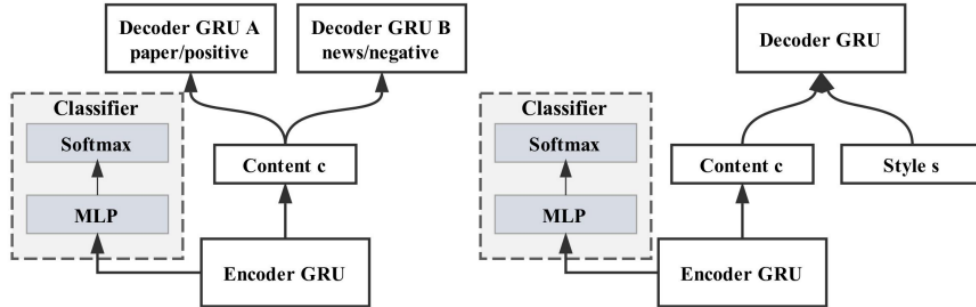 Decoder GRU A
paper/positive
Decoder GRU B
news/negative
Classifier
Softmax
MLP
Content c
Encoder GRU
Decoder GRU
Classifier
Softmax
MLP
Content c
Style s
Encoder GRU